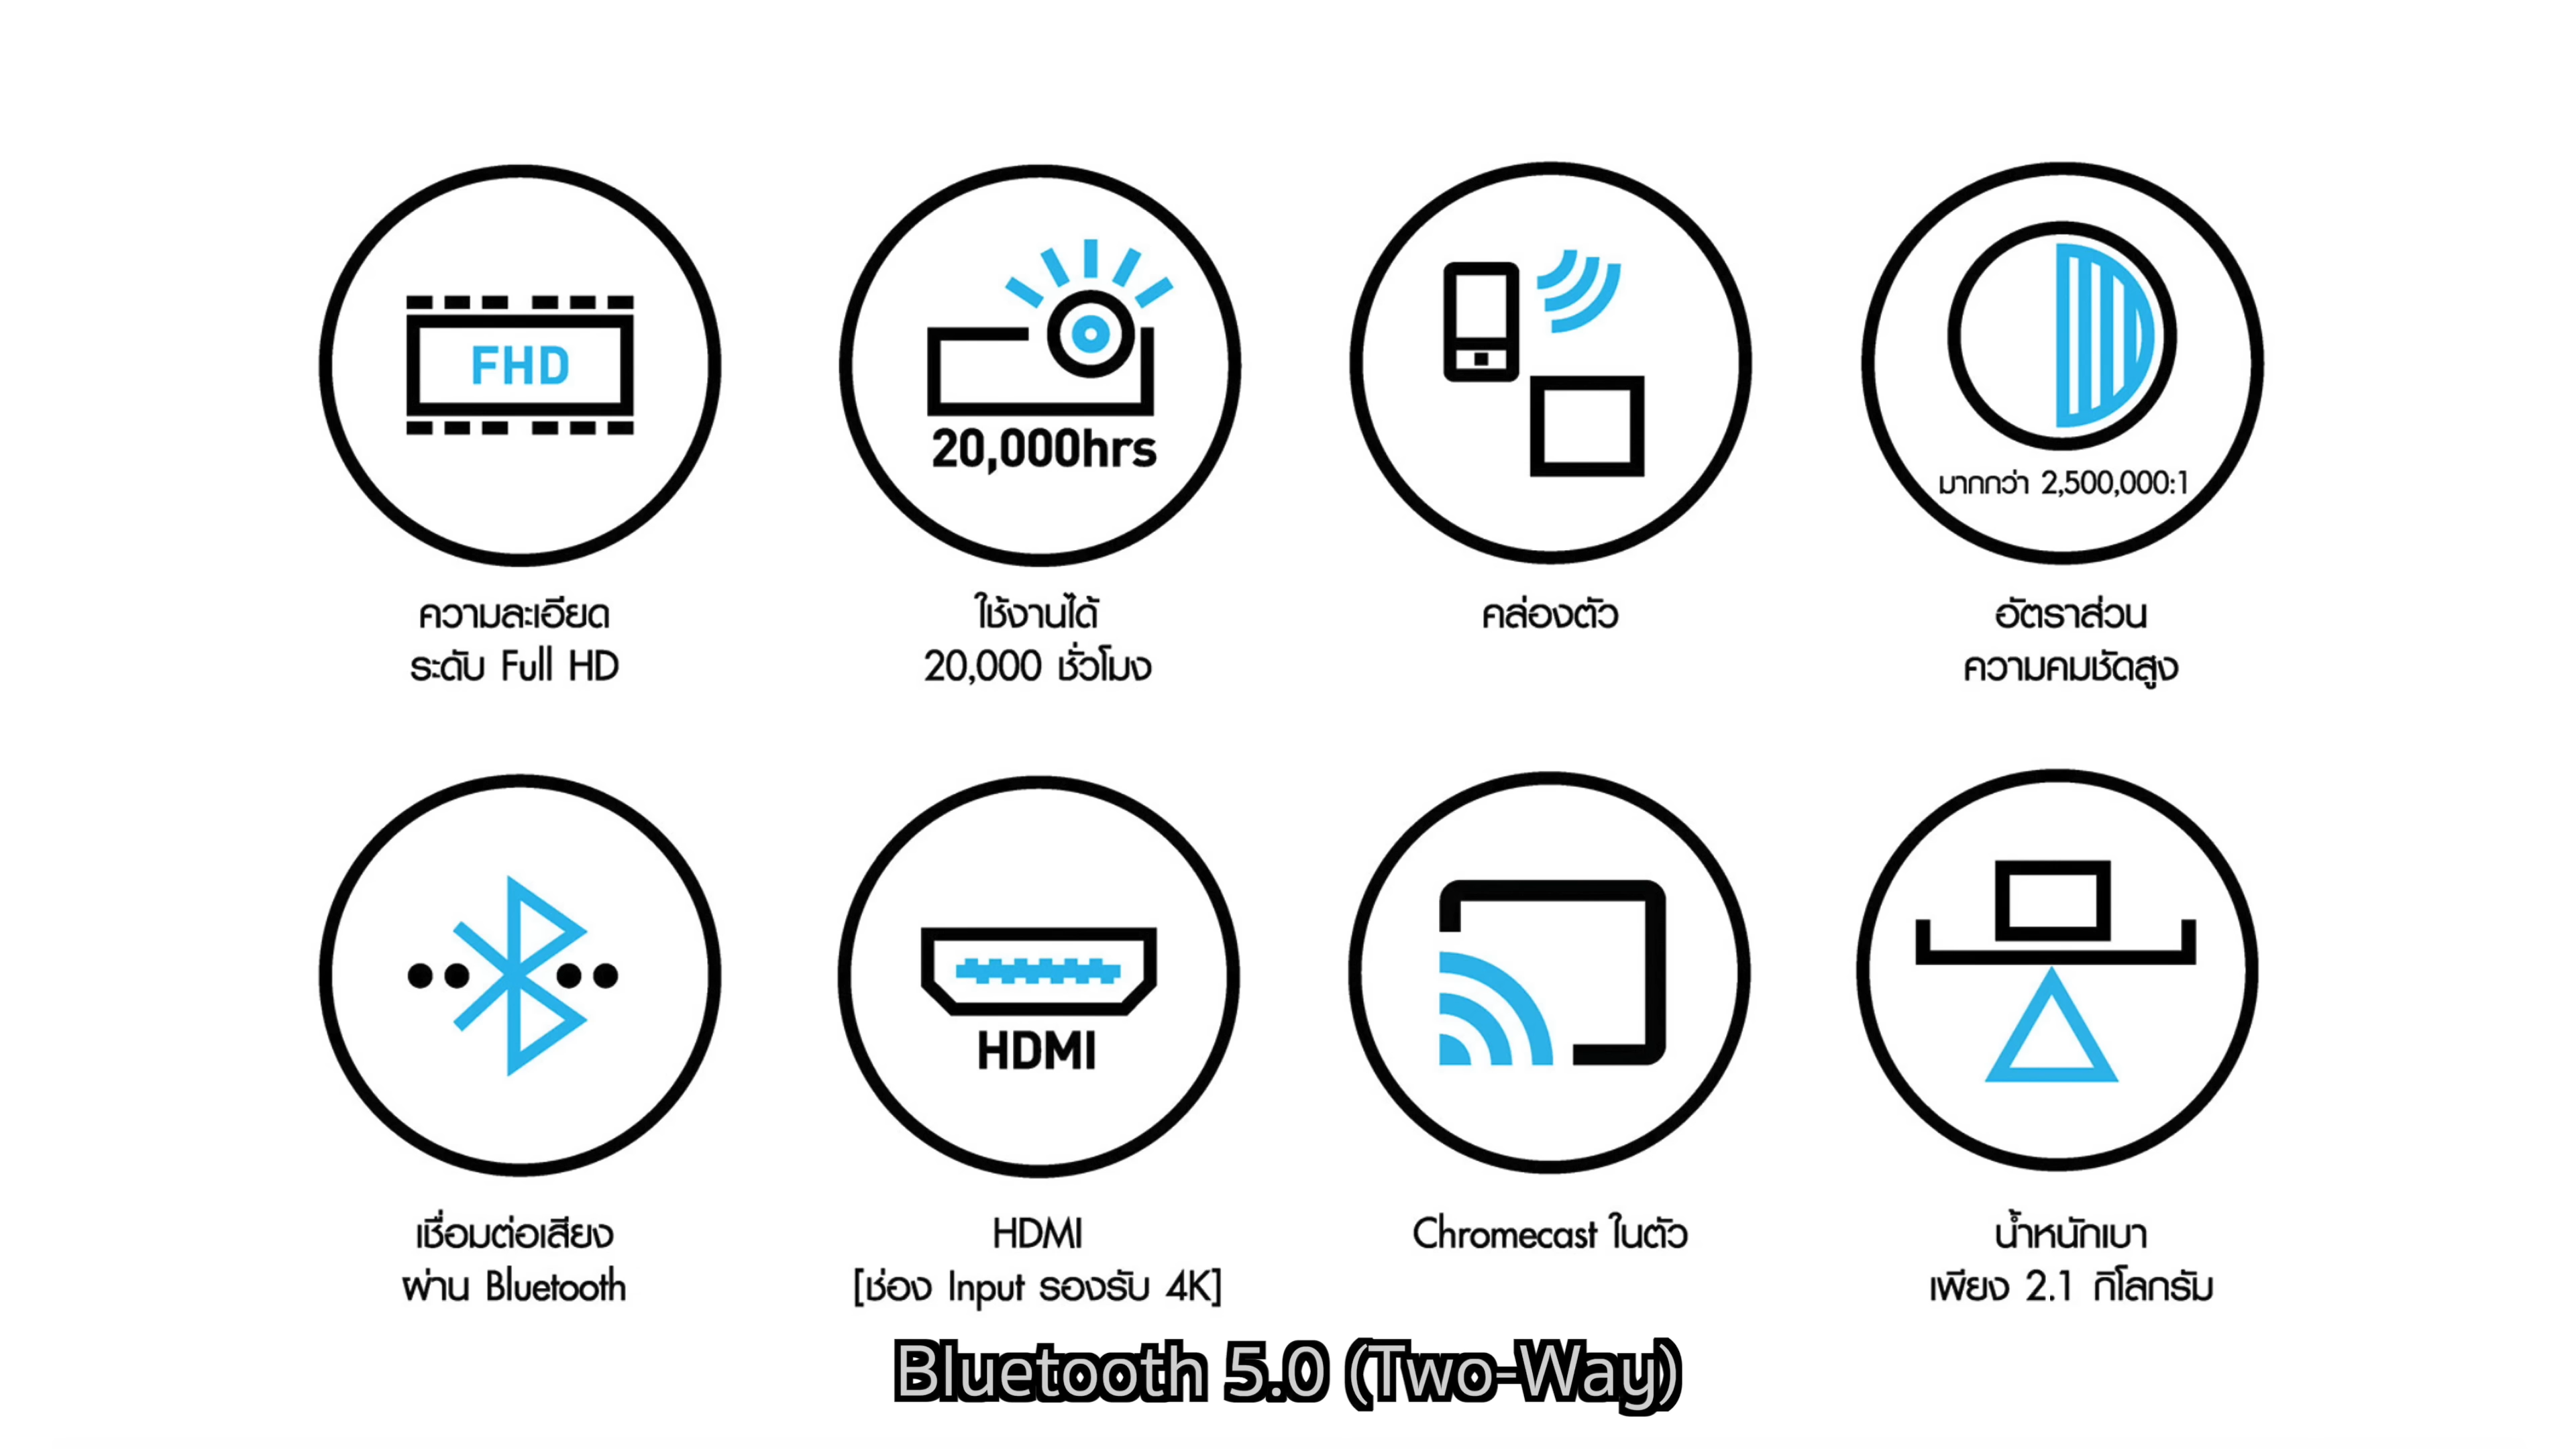 FHD
ความละเอียด
ระดับ Full HD
20,000hrs
ใช้งานได้
20,000 ชั่วโมง
คล่องตัว
มากกว่า 2,500,000:1
อัตราส่วน
ความคมชัดสูง
เชื่อมต่อเสียง
ผ่าน Bluetooth
HDMI
HDMI
[ช่อง Input รองรับ 4K]
Chromecast ในตัว
น้ำหนักเบา
เพียง 2.1 กิโลกรัม
Bluetooth 5.0 (Two-Way)